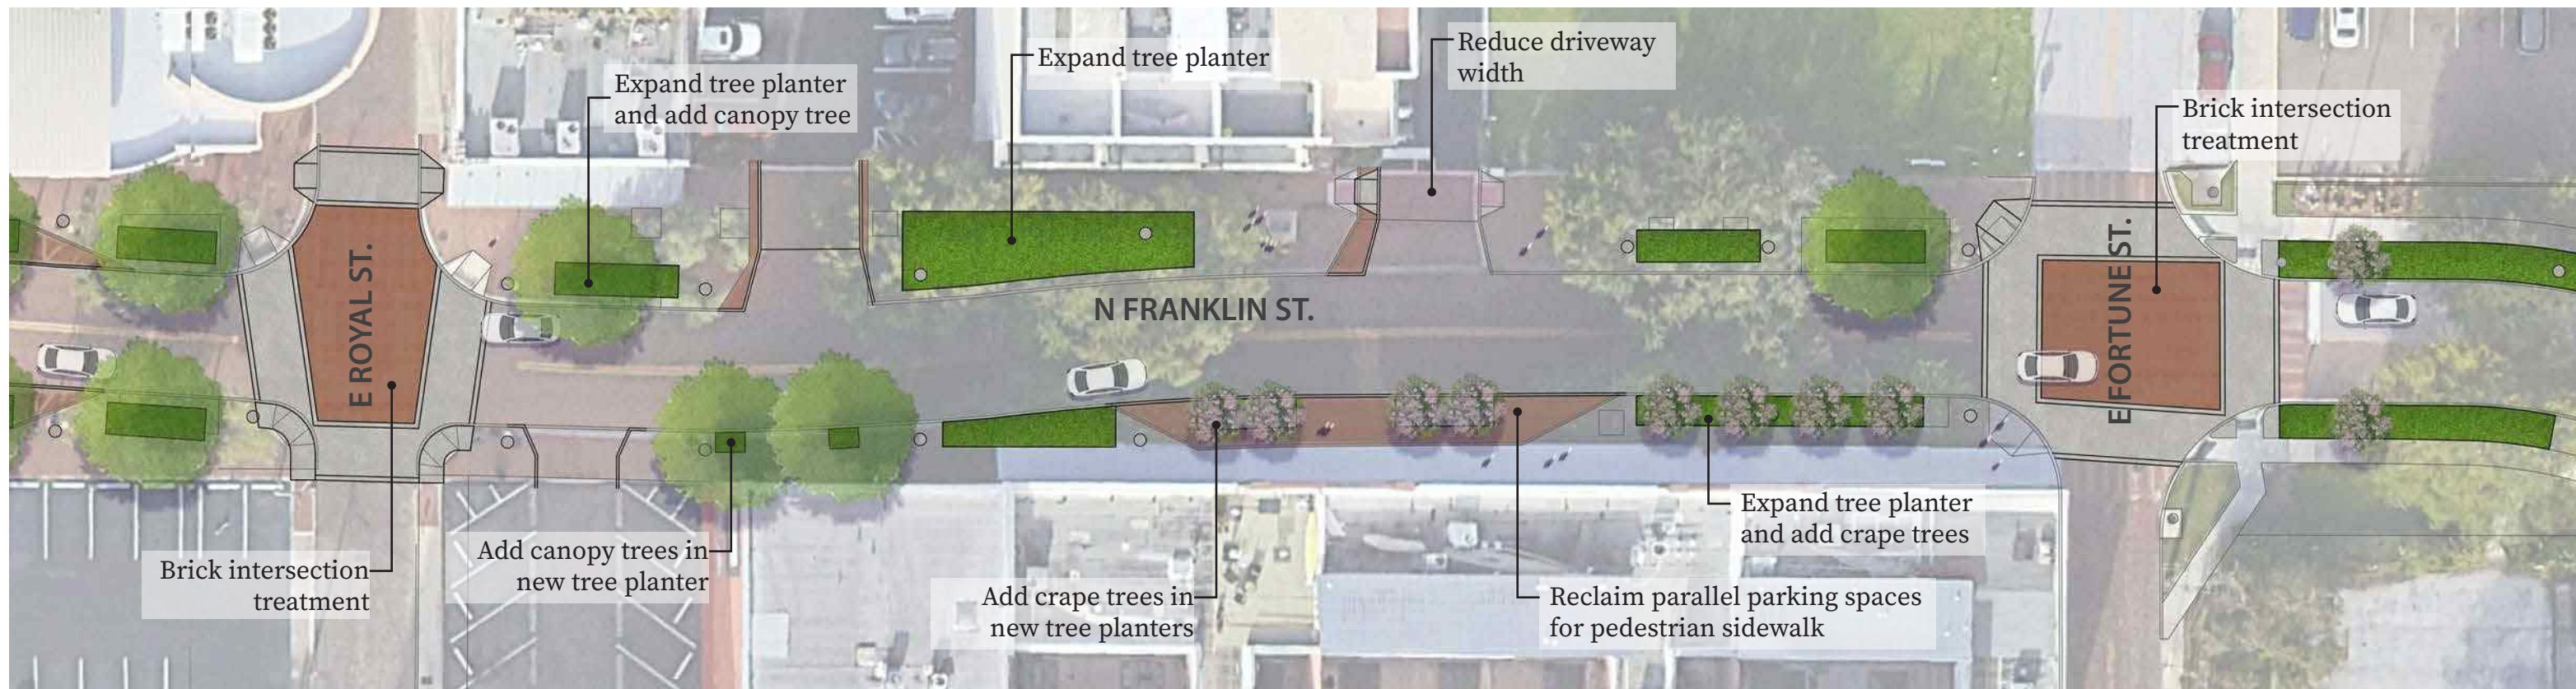 Expand tree planter
and add canopy tree
Expand tree planter
Reduce driveway
width
Brick intersection
treatment
E ROYAL ST.
N FRANKLIN ST.
E FORTUNE ST.
Brick intersection
treatment
Add canopy trees in
new tree planter
Add crape trees in
new tree planters
Expand tree planter
and add crape trees
Reclaim parallel parking spaces
for pedestrian sidewalk